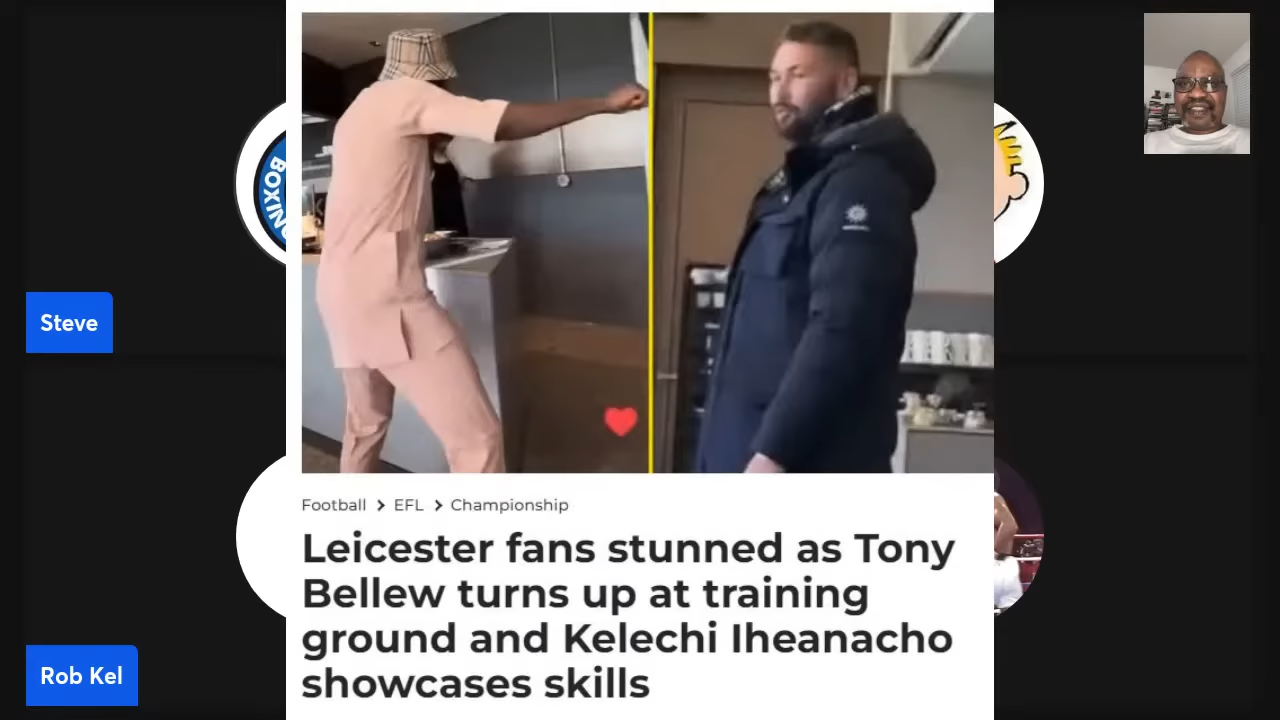 BOXING
Steve
Football > EFL > Championship
Leicester fans stunned as Tony
Bellew turns up at training
ground and Kelechi Iheanacho
showcases skills
Rob Kel